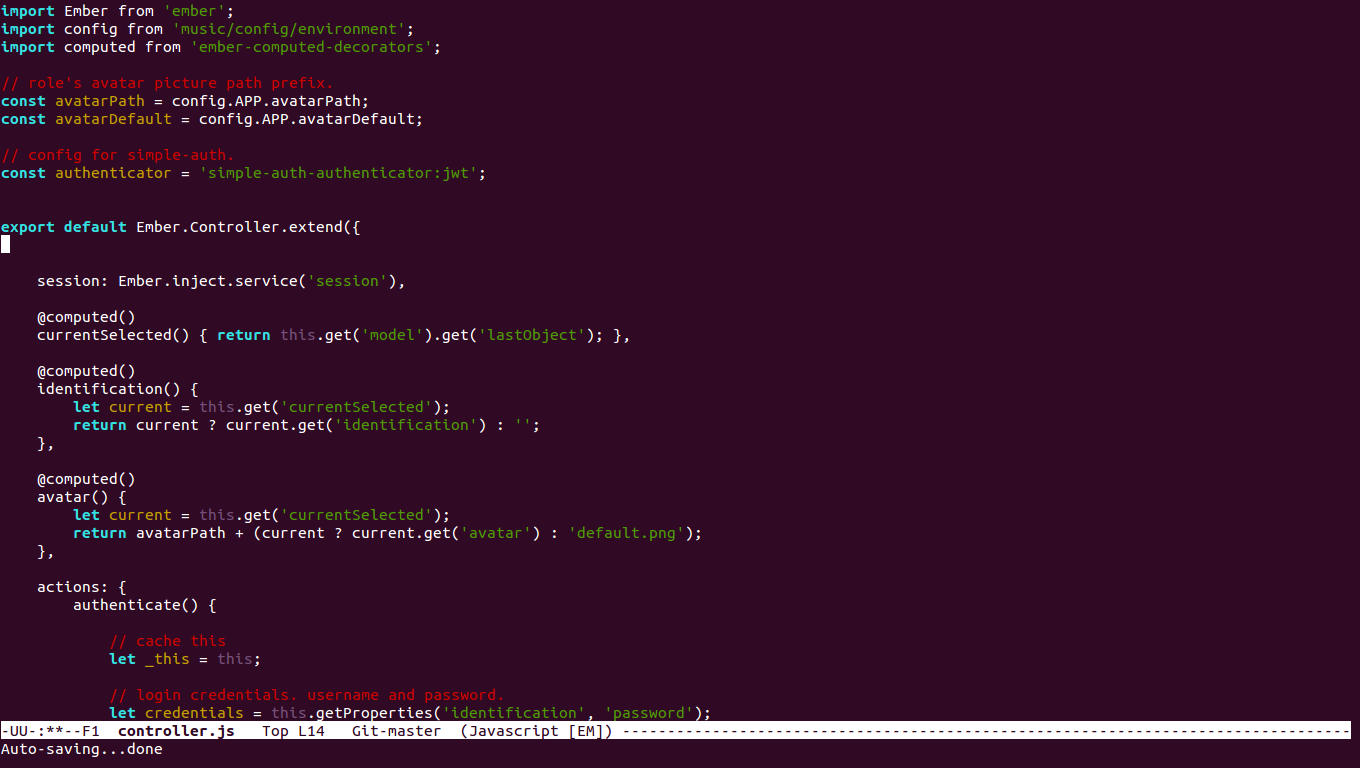 import Ember from 'ember';
import config from 'music/config/environment';
import computed from 'ember-computed-decorators';
// role's avatar picture path prefix.
const avatarPath = config.APP.avatarPath;
const avatarDefault = config.APP.avatarDefault;
// config for simple-auth.
const authenticator = 'simple-auth-authenticator:jwt';
export default Ember.Controller.extend({
    session: Ember.inject.service('session'),
    @computed()
    currentSelected() { return this.get('model').get('lastObject'); },
    @computed()
    identification() {
        let current = this.get('currentSelected');
        return current ? current.get('identification') : '';
    },
    @computed()
    avatar() {
        let current = this.get('currentSelected');
        return avatarPath + (current ? current.get('avatar') : 'default.png');
    },
    actions: {
        authenticate() {
            // cache this
            let _this = this;
            // login credentials. username and password.
            let credentials = this.getProperties('identification', 'password');
-UU-:**--F1  controller.js   Top L14   Git-master  (Javascript [EM]) ---------------------------------------------------------------------------------
Auto-saving...done